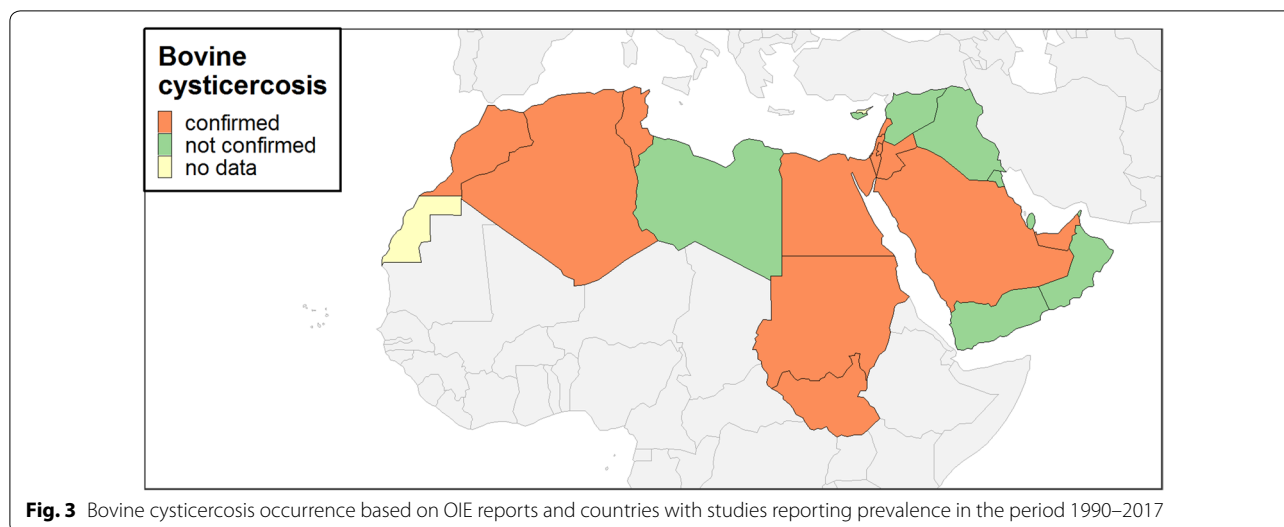 Bovine
cysticercosis
confirmed
not confirmed
no data
Fig. 3 Bovine cysticercosis occurrence based on OIE reports and countries with studies reporting prevalence in the period 1990–2017